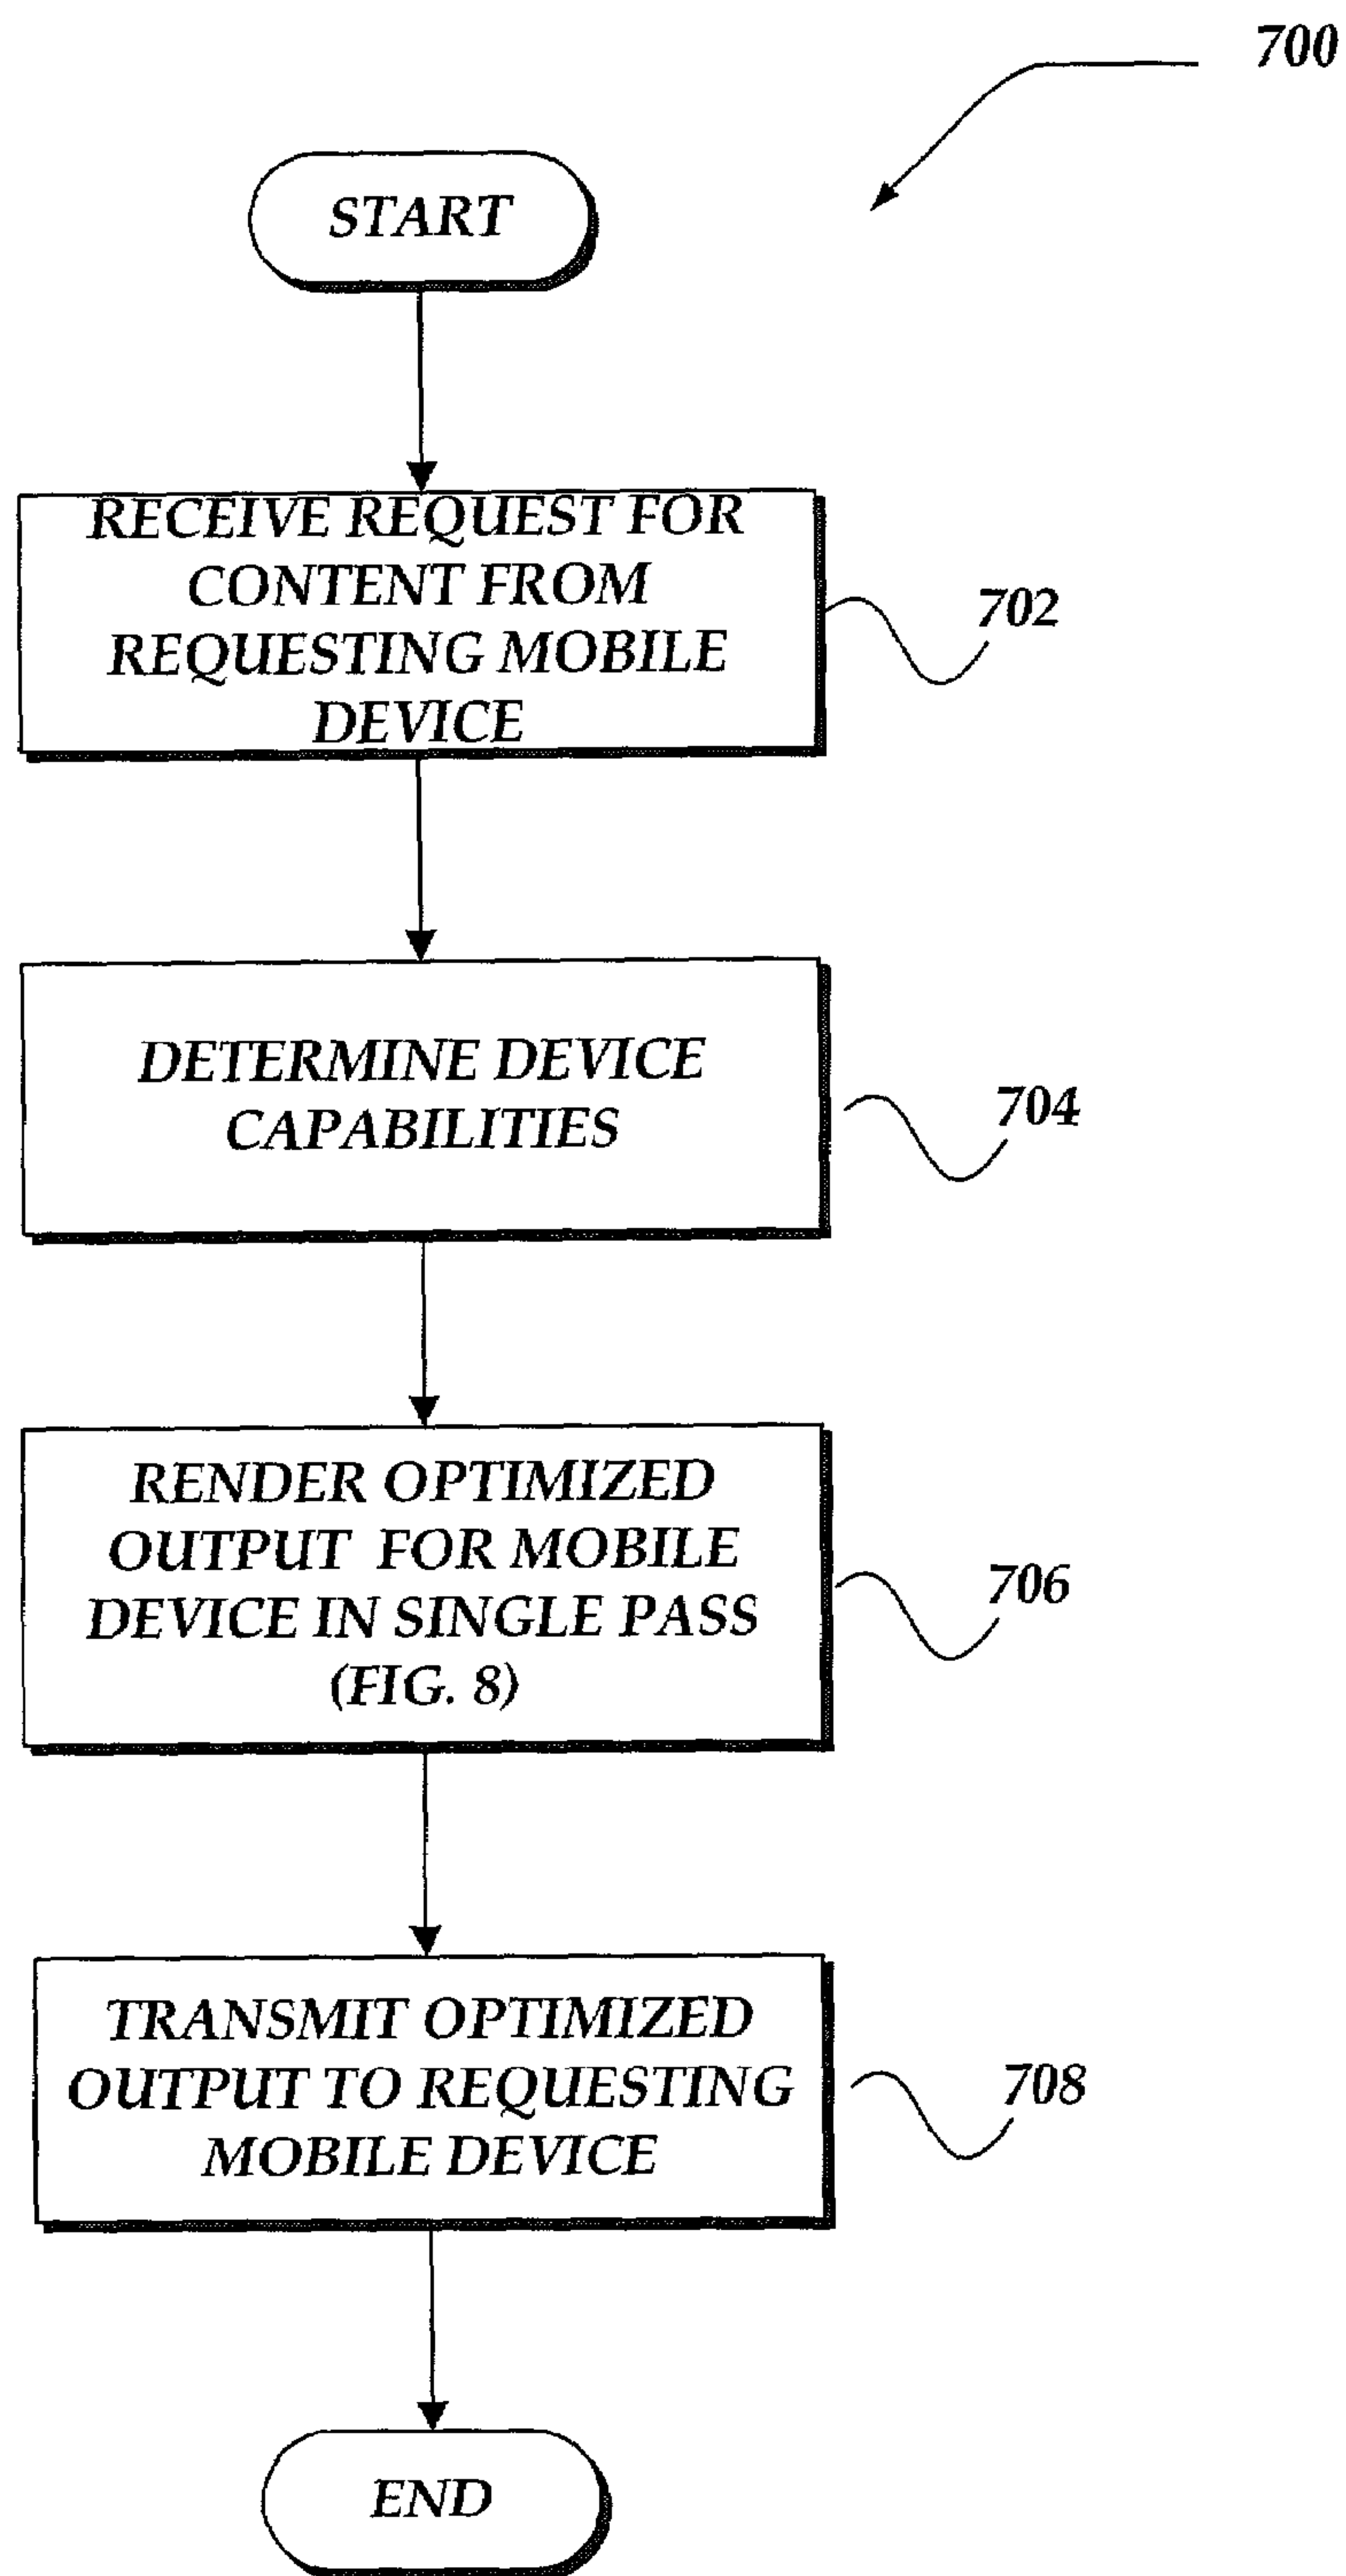 700
START
RECEIVE REQUEST FOR
CONTENT FROM
REQUESTING MOBILE
DEVICE
702
DETERMINE DEVICE
CAPABILITIES
704
RENDER OPTIMIZED
OUTPUT FOR MOBILE
DEVICE IN SINGLE PASS
(FIG. 8)
706
TRANSMIT OPTIMIZED
OUTPUT TO REQUESTING
MOBILE DEVICE
708
END